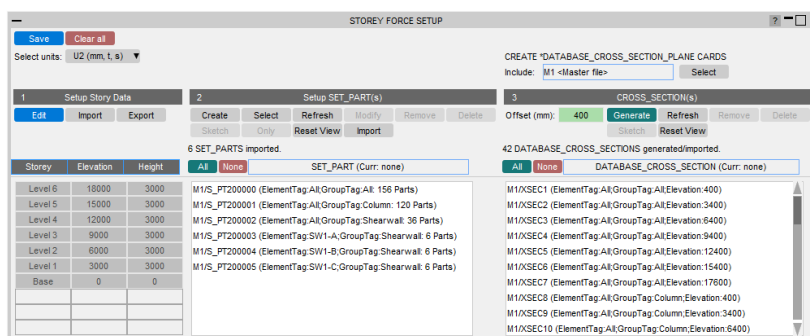 STOREY FORCE SETUP
?
Save Clear all
Select units: U2 (mm, t, s)
CREATE *DATABASE_CROSS_SECTION_PLANE CARDS
Include: M1 <Master file> Select
1 Setup Story Data
2 Setup SET_PART(s)
3 CROSS_SECTION(s)
Edit Import Export
Create Select Refresh Modify Remove Delete
Offset (mm): 400 Generate Refresh Remove Delete
Sketch Only Reset View Import
Sketch Reset View
6 SET_PARTS imported.
42 DATABASE_CROSS_SECTIONS generated/imported.
Storey Elevation Height
All None SET_PART (Curr: none)
All None DATABASE_CROSS_SECTION (Curr: none)
Level 6 18000 3000
Level 5 15000 3000
Level 4 12000 3000
Level 3 9000 3000
Level 2 6000 3000
Level 1 3000 3000
Base 0 0
M1/S_PT200000 (ElementTag:All;GroupTag:All: 156 Parts)
M1/S_PT200001 (ElementTag:All;GroupTag:Column: 120 Parts)
M1/S_PT200002 (ElementTag:All;GroupTag:Shearwall: 36 Parts)
M1/S_PT200003 (ElementTag:SW1-A;GroupTag:Shearwall: 6 Parts)
M1/S_PT200004 (ElementTag:SW1-B;GroupTag:Shearwall: 6 Parts)
M1/S_PT200005 (ElementTag:SW1-C;GroupTag:Shearwall: 6 Parts)
M1/XSEC1 (ElementTag:All;GroupTag:All;Elevation:400)
M1/XSEC2 (ElementTag:All;GroupTag:All;Elevation:3400)
M1/XSEC3 (ElementTag:All;GroupTag:All;Elevation:6400)
M1/XSEC4 (ElementTag:All;GroupTag:All;Elevation:9400)
M1/XSEC5 (ElementTag:All;GroupTag:All;Elevation:12400)
M1/XSEC6 (ElementTag:All;GroupTag:All;Elevation:15400)
M1/XSEC7 (ElementTag:All;GroupTag:All;Elevation:17600)
M1/XSEC8 (ElementTag:All;GroupTag:Column;Elevation:400)
M1/XSEC9 (ElementTag:All;GroupTag:Column;Elevation:3400)
M1/XSEC10 (ElementTag:All;GroupTag:Column;Elevation:6400)